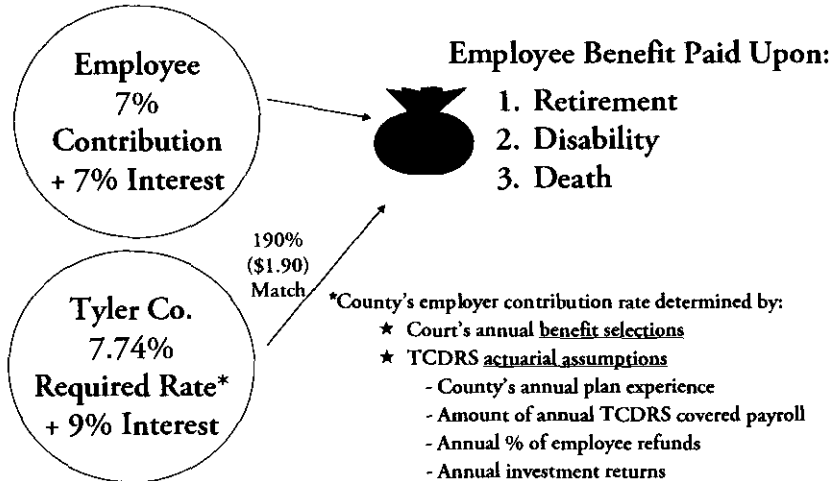 Employee
7%
Contribution
+ 7% Interest
Employee Benefit Paid Upon:
1. Retirement
2. Disability
3. Death
190%
($1.90)
Match
Tyler Co.
7.74%
Required Rate*
+ 9% Interest
*County's employer contribution rate determined by:
★ Court's annual benefit selections
★ TCDRS actuarial assumptions
- County's annual plan experience
- Amount of annual TCDRS covered payroll
- Annual % of employee refunds
- Annual investment returns